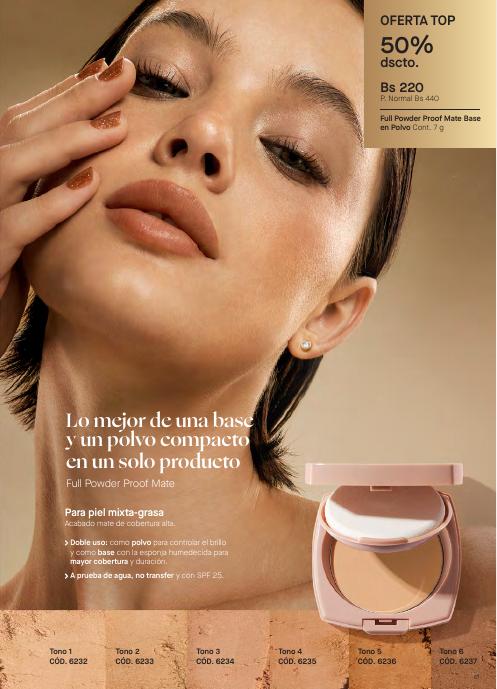 OFERTA TOP
50%
dscto.
Bs 220
P. Normal Bs 440
Full Powder Proof Mate Base
en Polvo Cont. 7 g
Lo mejor de una base
y un polvo compacto
en un solo producto
Full Powder Proof Mate
Para piel mixta-grasa
Acabado mate de cobertura alta.
› Doble uso: como polvo para controlar el brillo
y como base con la esponja humedecida para
mayor cobertura y duración.
› A prueba de agua, no transfer y con SPF 25.
Tono 1
CÓD. 6232
Tono 2
CÓD. 6233
Tono 3
CÓD. 6234
Tono 4
CÓD. 6235
Tono 5
CÓD. 6236
Tono 6
CÓD. 6237